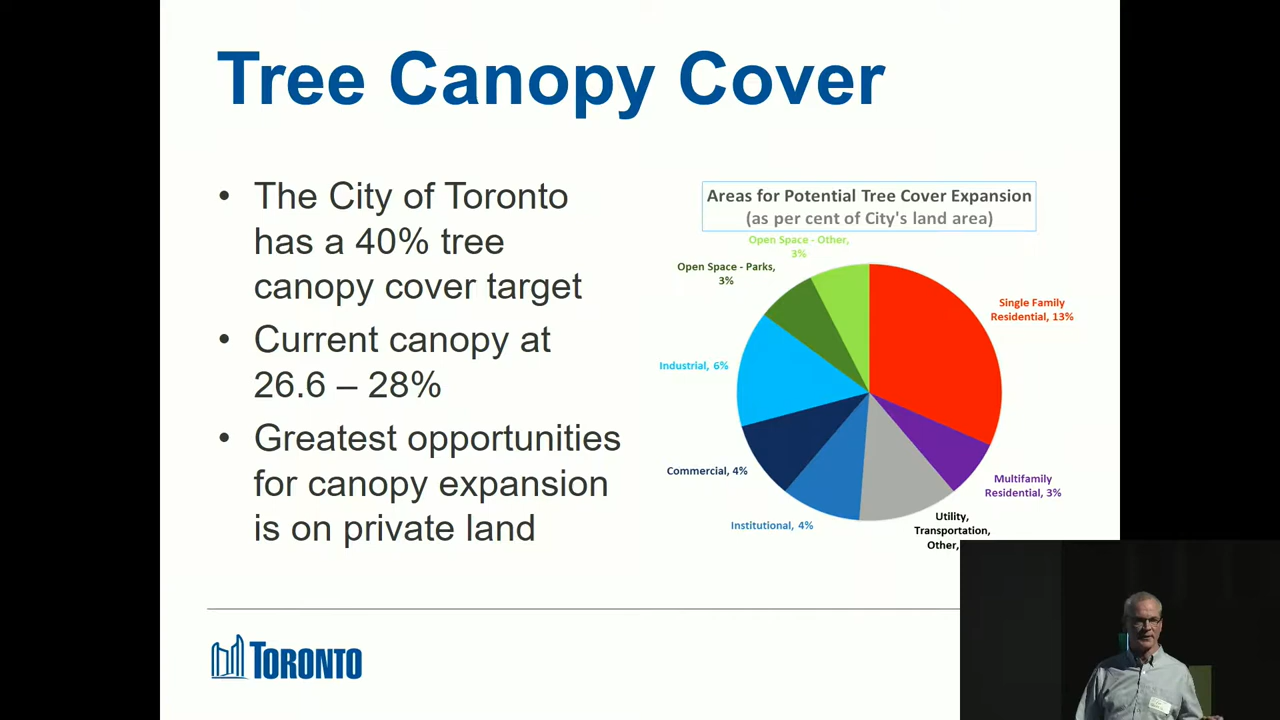 Tree Canopy Cover
• The City of Toronto
has a 40% tree
canopy cover target
• Current canopy at
26.6 – 28%
• Greatest opportunities
for canopy expansion
is on private land
Areas for Potential Tree Cover Expansion
(as per cent of City's land area)
Open Space - Other,
3%
Open Space - Parks,
3%
Single Family
Residential, 13%
Industrial, 6%
Commercial, 4%
Multifamily
Residential, 3%
Institutional, 4%
Utility,
Transportation,
Other,
TORONTO